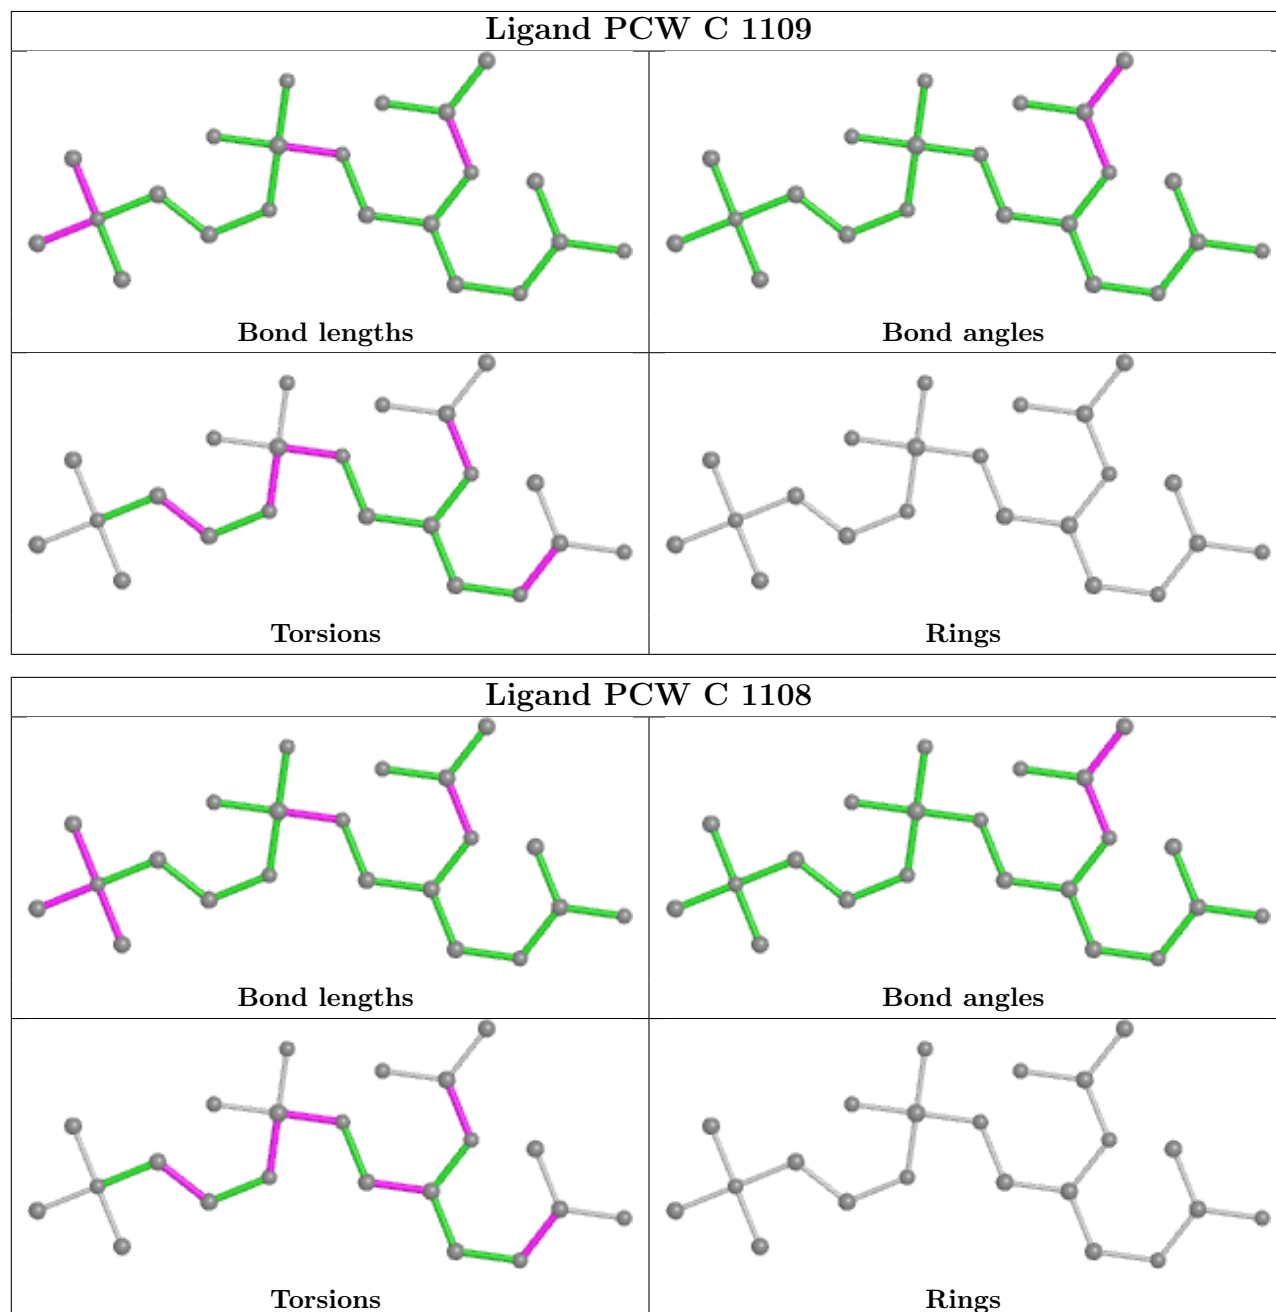 Ligand PCW C 1109
Bond lengths
Bond angles
Torsions
Rings
Ligand PCW C 1108
Bond lengths
Bond angles
Torsions
Rings